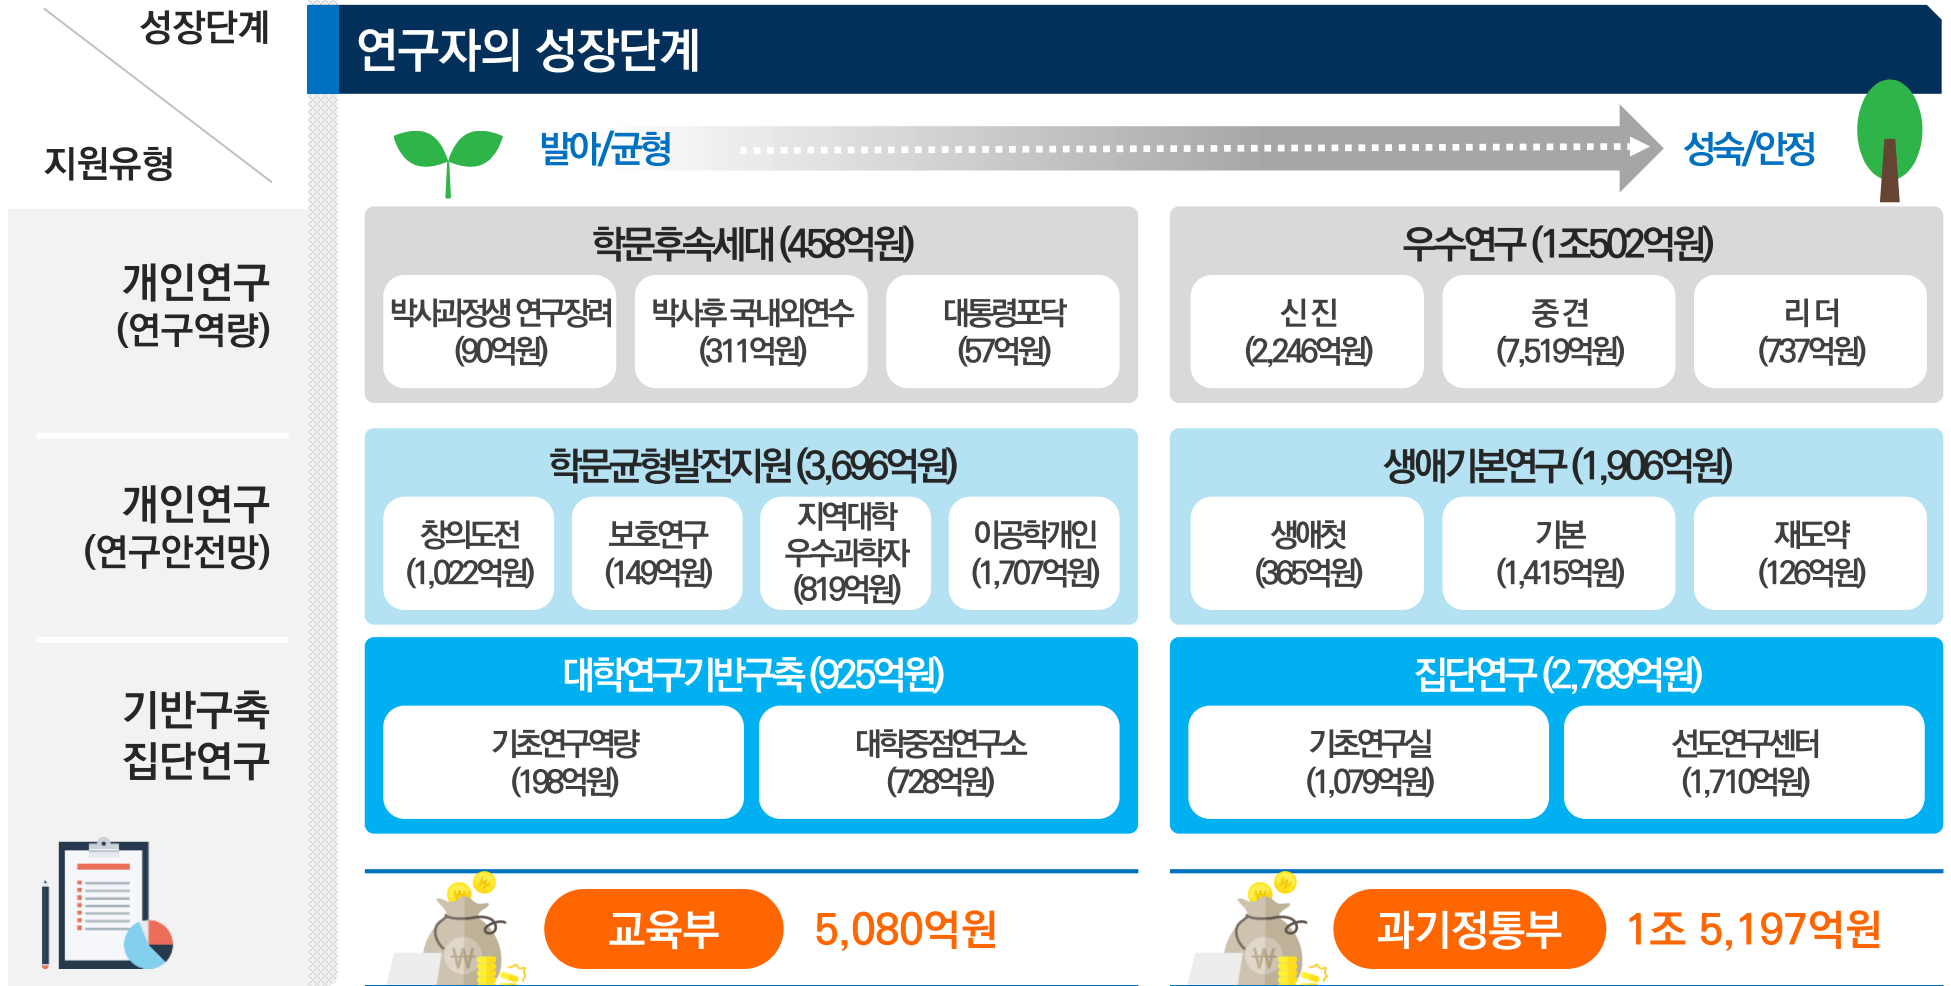 성장단계
지원유형
연구자의 성장단계
발아/균형
성숙/안정
개인연구
(연구역량)
학문후속세대 (458억원)
박사과정생 연구장려
(90억원)
박사후 국내외연수
(311억원)
대통령포닥
(57억원)
우수연구 (1조502억원)
신 진
(2,246억원)
중 견
(7,519억원)
리 더
(737억원)
개인연구
(연구안전망)
학문균형발전지원 (3,696억원)
창의도전
(1,022억원)
보호연구
(149억원)
지역대학
우수과학자
(819억원)
이공학개인
(1,707억원)
생애기본연구 (1,906억원)
생애첫
(365억원)
기본
(1,415억원)
재도약
(126억원)
기반구축
집단연구
대학연구기반구축 (925억원)
기초연구역량
(198억원)
대학중점연구소
(728억원)
집단연구 (2,789억원)
기초연구실
(1,079억원)
선도연구센터
(1,710억원)
교육부 5,080억원
과기정통부 1조 5,197억원